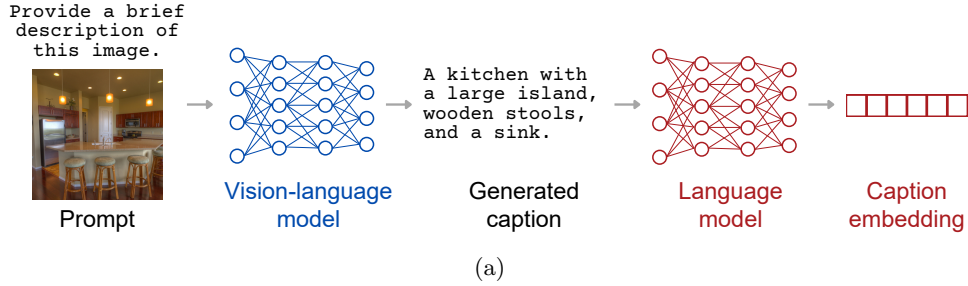 Provide a brief
description of
this image.
A kitchen with
a large island,
wooden stools,
and a sink.
Prompt
Vision-language
model
Generated
caption
Language
model
Caption
embedding
(a)